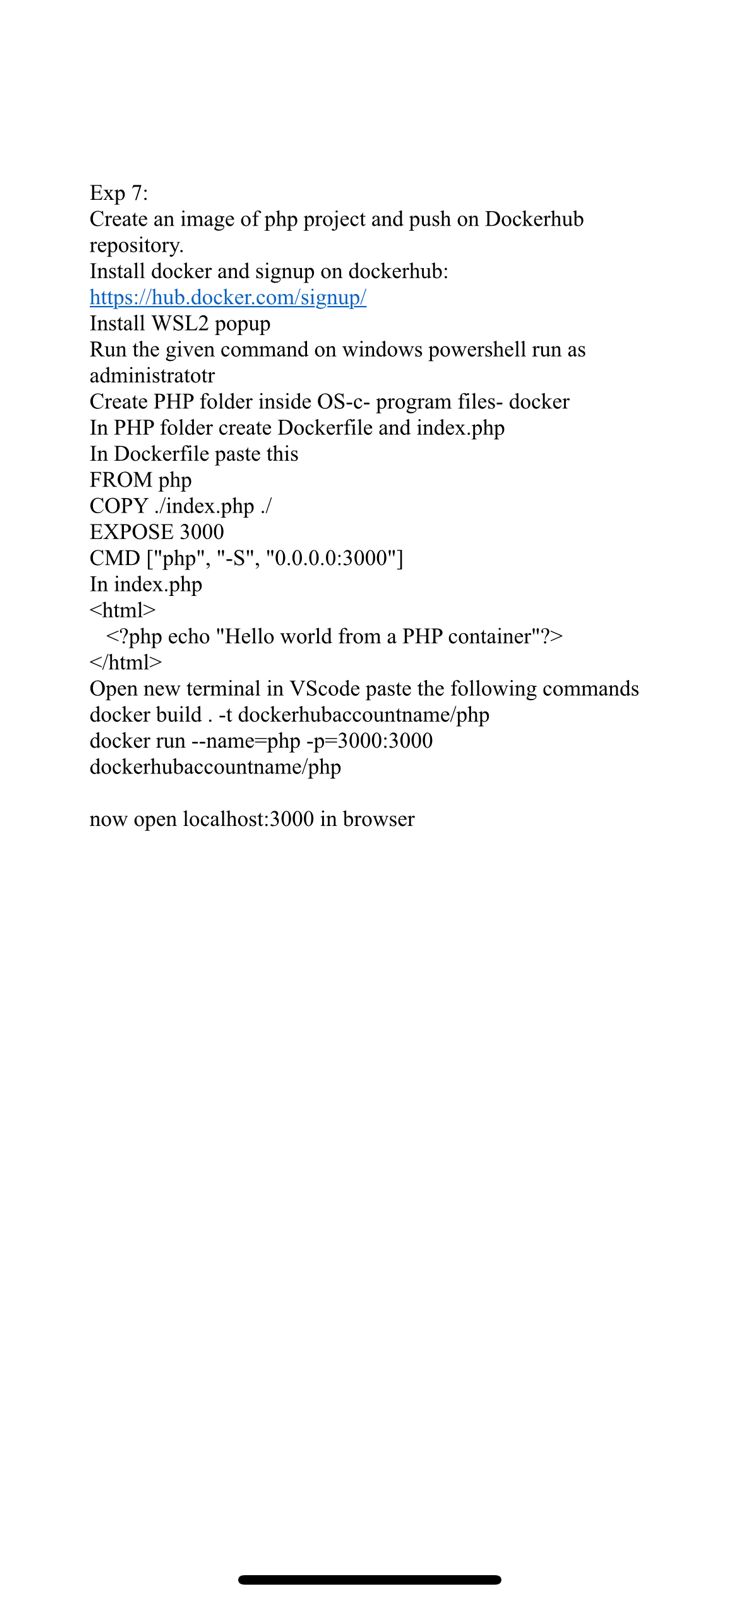 Exp 7:
Create an image of php project and push on Dockerhub
repository.
Install docker and signup on dockerhub:
https://hub.docker.com/signup/
Install WSL2 popup
Run the given command on windows powershell run as
administratotr
Create PHP folder inside OS-c- program files- docker
In PHP folder create Dockerfile and index.php
In Dockerfile paste this
FROM php
COPY ./index.php ./
EXPOSE 3000
CMD ["php", "-S", "0.0.0.0:3000"]
In index.php
<html>
<?php echo "Hello world from a PHP container"?>
</html>
Open new terminal in VScode paste the following commands
docker build . -t dockerhubaccountname/php
docker run --name=php -p=3000:3000
dockerhubaccountname/php
now open localhost:3000 in browser